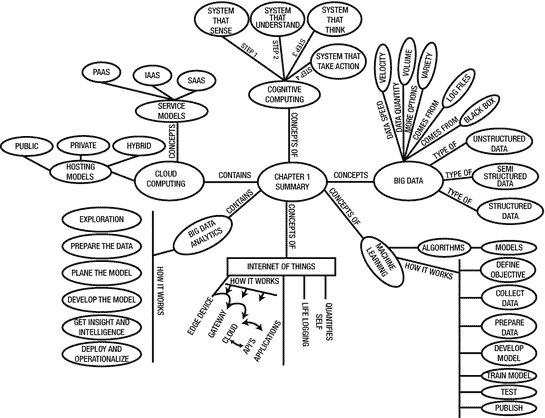 SYSTEM
THAT
SENSE
SYSTEM
THAT
UNDERSTAND
SYSTEM
THAT
THINK
SYSTEM THAT
TAKE ACTION
STEP 1
STEP 2
STEP 3
STEP 4
COGNITIVE
COMPUTING
CONCEPTS OF
PAAS
IAAS
SAAS
SERVICE
MODELS
CONCEPTS
PUBLIC
PRIVATE
HYBRID
HOSTING
MODELS
CLOUD
COMPUTING
CONTAINS
CHAPTER 1
SUMMARY
CONCEPTS
BIG DATA
VELOCITY
VOLUME
VARIETY
LOG FILES
BLACK BOX
DATA SPEED
DATA QUANTITY
MORE OPTIONS
COMES FROM
COMES FROM
TYPE OF
UNSTRUCTURED
DATA
TYPE OF
SEMI
STRUCTURED
DATA
TYPE OF
STRUCTURED
DATA
CONTAINS
BIG DATA
ANALYTICS
HOW IT WORKS
EXPLORATION
PREPARE THE DATA
PLANE THE MODEL
DEVELOP THE MODEL
GET INSIGHT AND
INTELLIGENCE
DEPLOY AND
OPERATIONALIZE
CONCEPTS OF
INTERNET OF THINGS
HOW IT WORKS
EDGE DEVICE
GATEWAY
CLOUD
APP'S
APPLICATIONS
LIFE LOGGING
QUANTIFIES
SELF
CONCEPTS OF
MACHINE
LEARNING
ALGORITHMS
MODELS
HOW IT WORKS
DEFINE
OBJECTIVE
COLLECT
DATA
PREPARE
DATA
DEVELOP
MODEL
TRAIN MODEL
TEST
PUBLISH